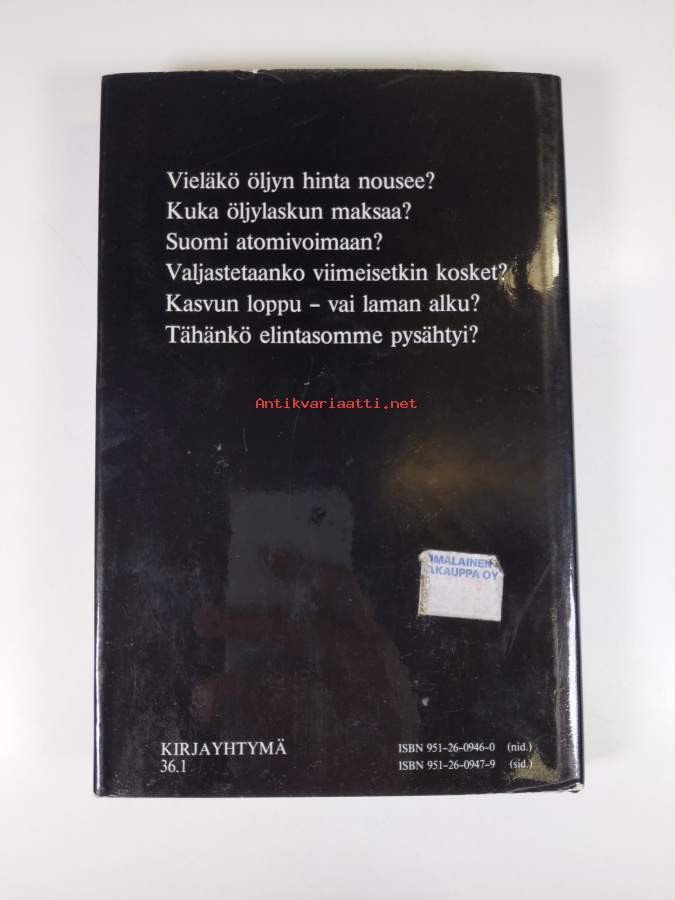 Vieläkö öljyn hinta nousee?
Kuka öljylaskun maksaa?
Suomi atomivoimaan?
Valjastetaanko viimeisetkin kosket?
Kasvun loppu – vai laman alku?
Tähänkö elintasomme pysähtyi?
Antikvariaatti.net
MALAINEN
AKAUPPA OY
KIRJAYHTYMÄ
36.1
ISBN 951-26-0946-0 (nid.)
ISBN 951-26-0947-9 (sid.)